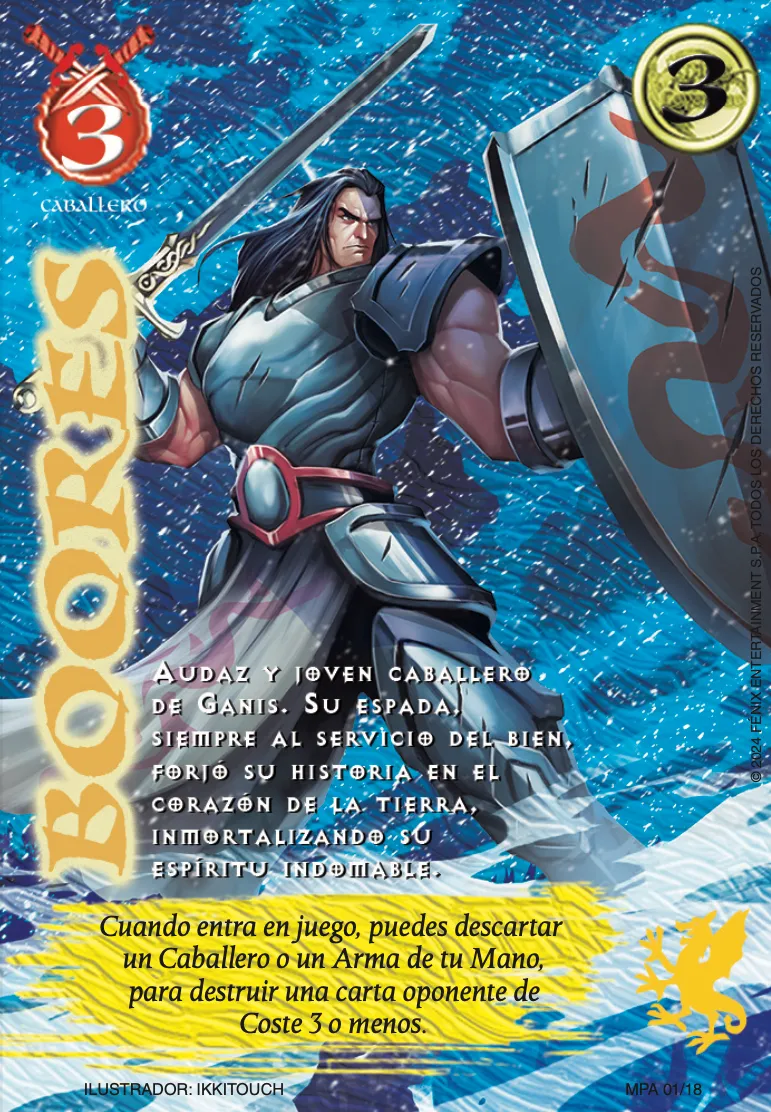 3
3
CABALLERO
BOORES
AUDAZ Y JOVEN CABALLERO
DE GANIS. SU ESPADA,
SIEMPRE AL SERVICIO DEL BIEN,
FORJÓ SU HISTORIA EN EL
CORAZÓN DE LA TIERRA,
INMORTALIZANDO SU
ESPÍRITU INDOMABLE.
Cuando entra en juego, puedes descartar
un Caballero o un Arma de tu Mano,
para destruir una carta oponente de
Coste 3 o menos.
© 2024 FÉNIX ENTERTAINMENT S.P.A. TODOS LOS DERECHOS RESERVADOS
ILUSTRADOR: IKKITOUCH
MPA 01/18